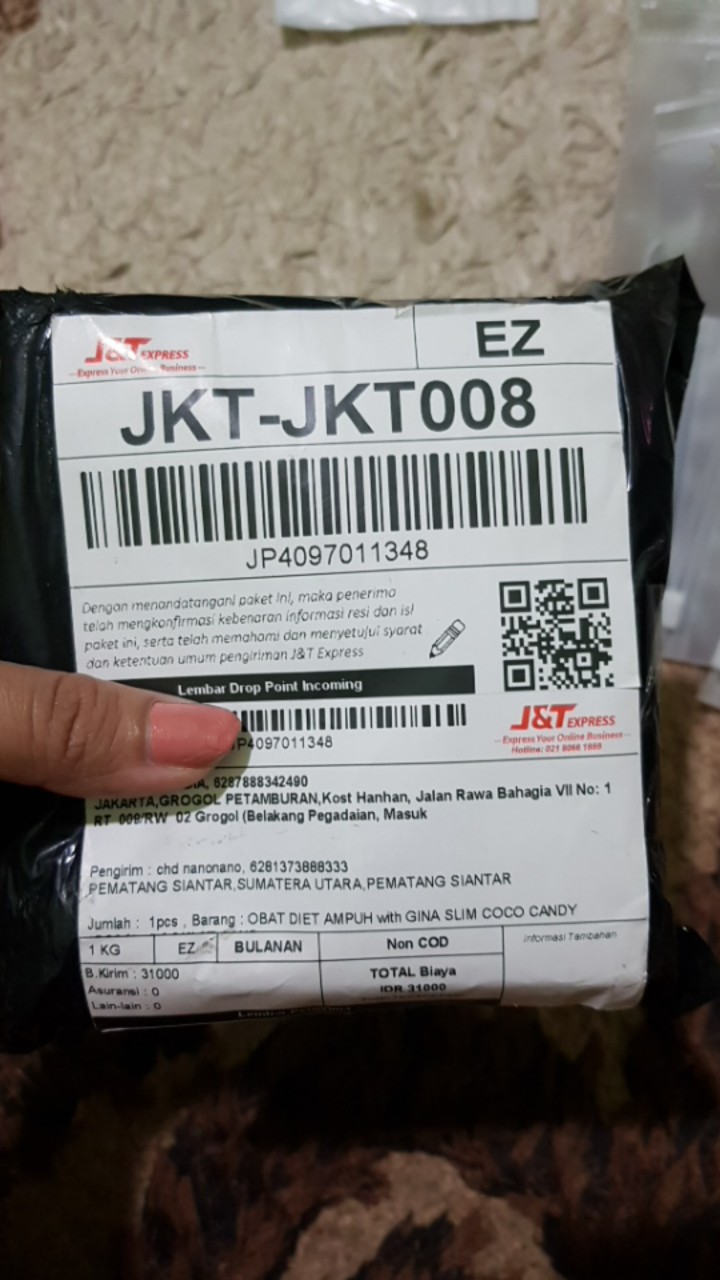 J&T EXPRESS
Express Your Online Business
EZ
JKT-JKT008
JP4097011348
Dengan menandatangani paket ini, maka penerima
telah mengkonfirmasi kebenaran informasi resi dan isi
paket ini, serta telah memahami dan menyetujui syarat
dan ketentuan umum pengiriman J&T Express
Lembar Drop Point Incoming
JP4097011348
J&T EXPRESS
Express Your Online Business
Hotline: 021 8066 1888
6287888342490
JAKARTA,GROGOL PETAMBURAN,Kost Hanhan, Jalan Rawa Bahagia VII No: 1
RT 008/RW 02 Grogol (Belakang Pegadaian, Masuk
Pengirim : chd nanonano, 6281373888333
PEMATANG SIANTAR,SUMATERA UTARA,PEMATANG SIANTAR
Jumlah : 1pcs , Barang : OBAT DIET AMPUH with GINA SLIM COCO CANDY
1 KG EZ BULANAN Non COD Informasi Tambahan
B.Kirim : 31000
Asuransi : 0
Lain-lain : 0
TOTAL Biaya
IDR 31000